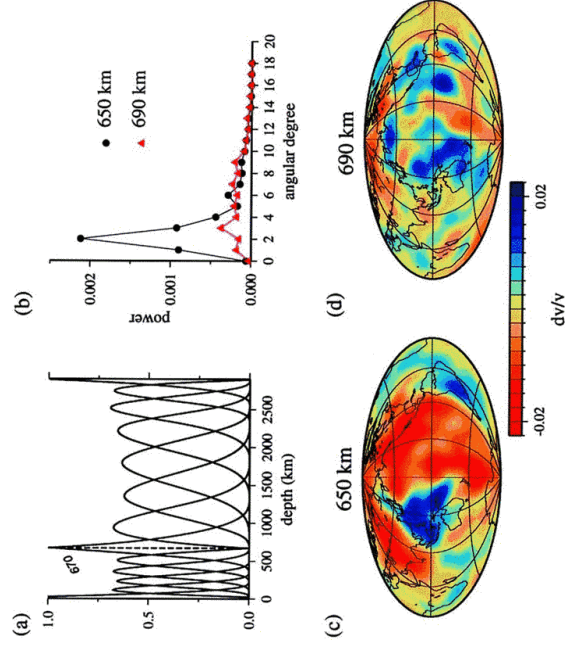 (a)
1.0
0.5
0.0
670
0 500 1000 1500 2000 2500
depth (km)
(b)
0.002
0.001
0.000
power
650 km
690 km
0 2 4 6 8 10 12 14 16 18 20
angular degree
(c)
650 km
(d)
690 km
-0.02 0.02
dv/v